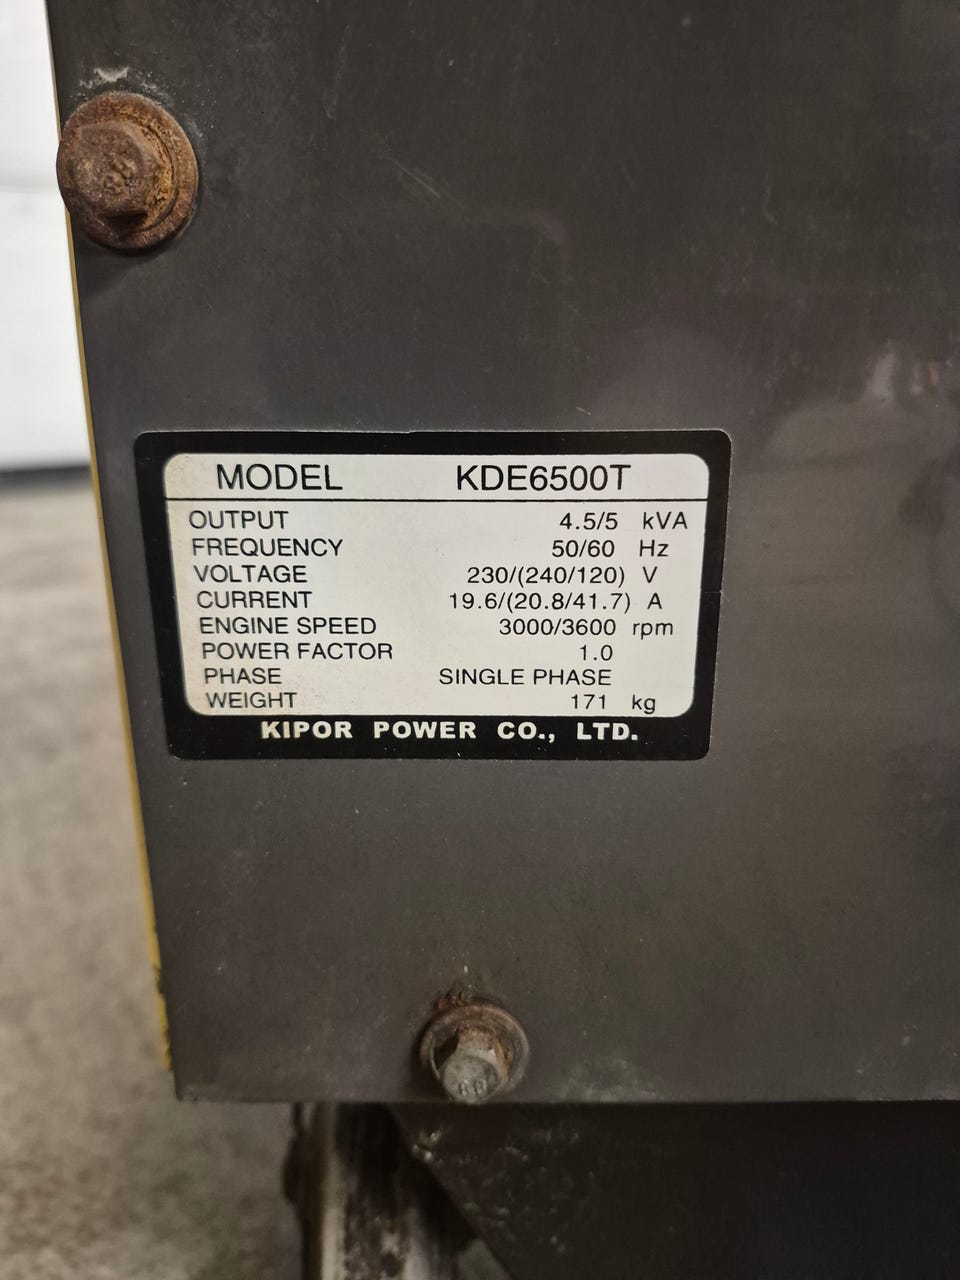 MODEL KDE6500T
OUTPUT 4.5/5 kVA
FREQUENCY 50/60 Hz
VOLTAGE 230/(240/120) V
CURRENT 19.6/(20.8/41.7) A
ENGINE SPEED 3000/3600 rpm
POWER FACTOR 1.0
PHASE SINGLE PHASE
WEIGHT 171 kg
KIPOR POWER CO., LTD.